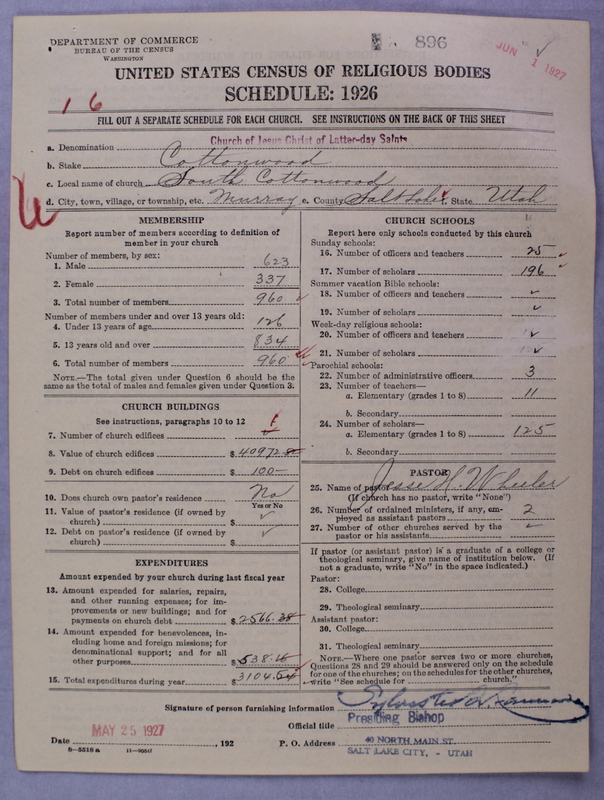 DEPARTMENT OF COMMERCE
BUREAU OF THE CENSUS
WASHINGTON
896
JUN 1 1927
UNITED STATES CENSUS OF RELIGIOUS BODIES
SCHEDULE: 1926
16
FILL OUT A SEPARATE SCHEDULE FOR EACH CHURCH. SEE INSTRUCTIONS ON THE BACK OF THIS SHEET
a. Denomination Church of Jesus Christ of Latter-day Saints
b. Stake Cottonwood
c. Local name of church South Cottonwood
d. City, town, village, or township, etc. Murray e. County Salt Lake. State Utah
W
MEMBERSHIP
Report number of members according to definition of
member in your church
Number of members, by sex:
1. Male 623
2. Female 337
3. Total number of members 960
Number of members under and over 13 years old:
4. Under 13 years of age 126
5. 13 years old and over 834
6. Total number of members 960
NOTE.—The total given under Question 6 should be the
same as the total of males and females given under Question 3.
CHURCH BUILDINGS
See instructions, paragraphs 10 to 12
7. Number of church edifices 1
8. Value of church edifices $40972.
9. Debt on church edifices $100—
10. Does church own pastor's residence No
Yes or No
11. Value of pastor's residence (if owned by
church) $ ✓
12. Debt on pastor's residence (if owned by
church) $ ✓
EXPENDITURES
Amount expended by your church during last fiscal year
13. Amount expended for salaries, repairs,
and other running expenses; for im-
provements or new buildings; and for
payments on church debt $2566.38
14. Amount expended for benevolences, in-
cluding home and foreign missions; for
denominational support; and for all
other purposes $538.
15. Total expenditures during year $3104.
CHURCH SCHOOLS
Report here only schools conducted by this church
Sunday schools:
16. Number of officers and teachers 25
17. Number of scholars 196
Summer vacation Bible schools:
18. Number of officers and teachers ✓
19. Number of scholars ✓
Week-day religious schools:
20. Number of officers and teachers ✓
21. Number of scholars ✓
Parochial schools:
22. Number of administrative officers 3
23. Number of teachers—
a. Elementary (grades 1 to 8) 11
b. Secondary
24. Number of scholars—
a. Elementary (grades 1 to 8) 125
b. Secondary
PASTOR
25. Name of pastor Jesse H. Wheeler
(If church has no pastor, write "None")
26. Number of ordained ministers, if any, em-
ployed as assistant pastors 2
27. Number of other churches served by the
pastor or his assistants ✓
If pastor (or assistant pastor) is a graduate of a college or
theological seminary, give name of institution below. (If
not a graduate, write "No" in the space indicated.)
Pastor:
28. College
29. Theological seminary
Assistant pastor:
30. College
31. Theological seminary
NOTE.—Where one pastor serves two or more churches,
Questions 28 and 29 should be answered only on the schedule
for one of the churches; on the schedules for the other churches,
write "See schedule for church."
Signature of person furnishing information
Official title Presiding Bishop
Date MAY 25 1927, 192 P. O. Address 40 NORTH MAIN ST.
SALT LAKE CITY, - UTAH
8—5518a